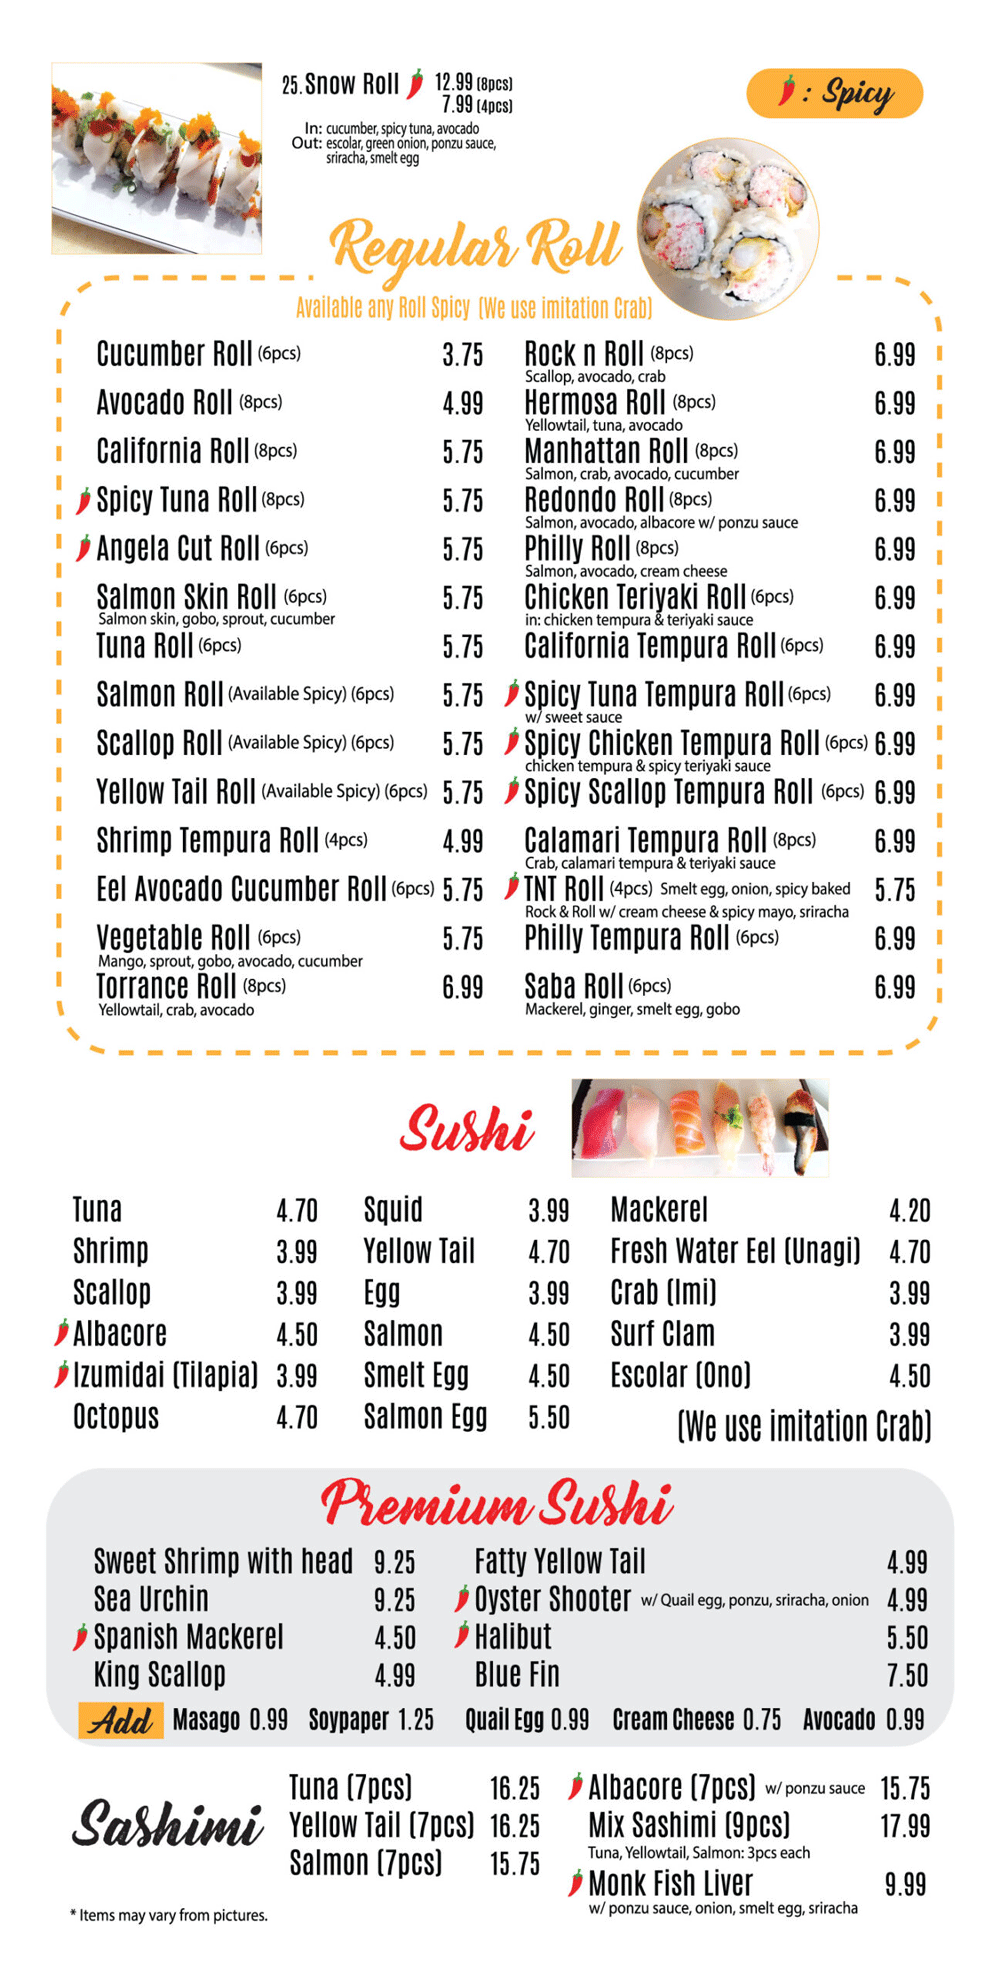 25. Snow Roll 12.99 (8pcs)
7.99 (4pcs)
In: cucumber, spicy tuna, avocado
Out: escolar, green onion, ponzu sauce,
sriracha, smelt egg
: Spicy
Regular Roll
Available any Roll Spicy (We use imitation Crab)
Cucumber Roll (6pcs) 3.75
Avocado Roll (8pcs) 4.99
California Roll (8pcs) 5.75
Spicy Tuna Roll (8pcs) 5.75
Angela Cut Roll (6pcs) 5.75
Salmon Skin Roll (6pcs) 5.75
Salmon skin, gobo, sprout, cucumber
Tuna Roll (6pcs) 5.75
Salmon Roll (Available Spicy) (6pcs) 5.75
Scallop Roll (Available Spicy) (6pcs) 5.75
Yellow Tail Roll (Available Spicy) (6pcs) 5.75
Shrimp Tempura Roll (4pcs) 4.99
Eel Avocado Cucumber Roll (6pcs) 5.75
Vegetable Roll (6pcs) 5.75
Mango, sprout, gobo, avocado, cucumber
Torrance Roll (8pcs) 6.99
Yellowtail, crab, avocado
Rock n Roll (8pcs) 6.99
Scallop, avocado, crab
Hermosa Roll (8pcs) 6.99
Yellowtail, tuna, avocado
Manhattan Roll (8pcs) 6.99
Salmon, crab, avocado, cucumber
Redondo Roll (8pcs) 6.99
Salmon, avocado, albacore w/ ponzu sauce
Philly Roll (8pcs) 6.99
Salmon, avocado, cream cheese
Chicken Teriyaki Roll (6pcs) 6.99
in: chicken tempura & teriyaki sauce
California Tempura Roll (6pcs) 6.99
Spicy Tuna Tempura Roll (6pcs) 6.99
w/ sweet sauce
Spicy Chicken Tempura Roll (6pcs) 6.99
chicken tempura & spicy teriyaki sauce
Spicy Scallop Tempura Roll (6pcs) 6.99
Calamari Tempura Roll (8pcs) 6.99
Crab, calamari tempura & teriyaki sauce
TNT Roll (4pcs) Smelt egg, onion, spicy baked 5.75
Rock & Roll w/ cream cheese & spicy mayo, sriracha
Philly Tempura Roll (6pcs) 6.99
Saba Roll (6pcs) 6.99
Mackerel, ginger, smelt egg, gobo
Sushi
Tuna 4.70
Shrimp 3.99
Scallop 3.99
Albacore 4.50
Izumidai (Tilapia) 3.99
Octopus 4.70
Squid 3.99
Yellow Tail 4.70
Egg 3.99
Salmon 4.50
Smelt Egg 4.50
Salmon Egg 5.50
Mackerel 4.20
Fresh Water Eel (Unagi) 4.70
Crab (Imi) 3.99
Surf Clam 3.99
Escolar (Ono) 4.50
(We use imitation Crab)
Premium Sushi
Sweet Shrimp with head 9.25
Sea Urchin 9.25
Spanish Mackerel 4.50
King Scallop 4.99
Fatty Yellow Tail 4.99
Oyster Shooter w/ Quail egg, ponzu, sriracha, onion 4.99
Halibut 5.50
Blue Fin 7.50
Add Masago 0.99 Soypaper 1.25 Quail Egg 0.99 Cream Cheese 0.75 Avocado 0.99
Sashimi
Tuna (7pcs) 16.25
Yellow Tail (7pcs) 16.25
Salmon (7pcs) 15.75
Albacore (7pcs) w/ ponzu sauce 15.75
Mix Sashimi (9pcs) 17.99
Tuna, Yellowtail, Salmon: 3pcs each
Monk Fish Liver 9.99
w/ ponzu sauce, onion, smelt egg, sriracha
* Items may vary from pictures.